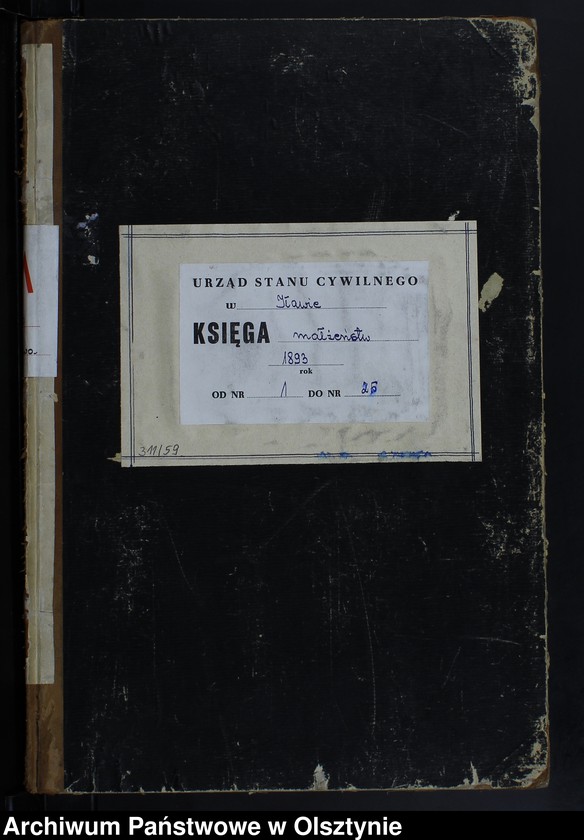 URZĄD STANU CYWILNEGO
w Iławie
KSIĘGA małżeństw
1893
rok
OD NR 1 DO NR 26
311/59
Archiwum Państwowe w Olsztynie